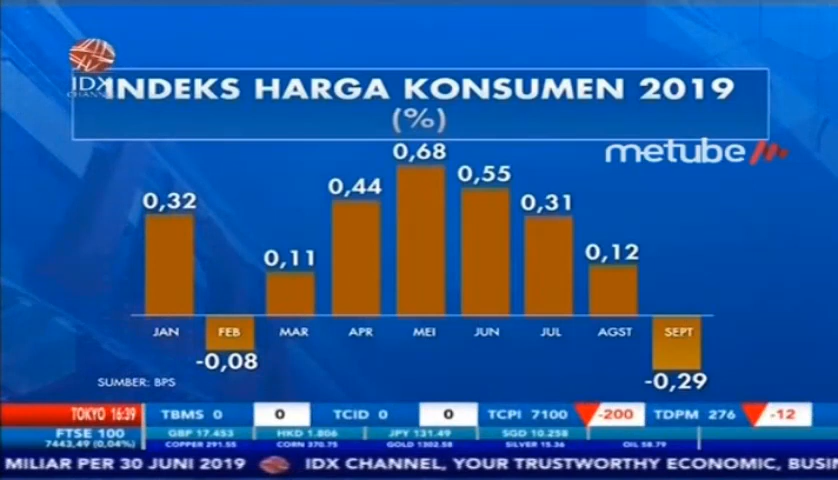 IDX
CHANNEL
INDEKS HARGA KONSUMEN 2019
(%)
metube
0,32
-0,08
0,11
0,44
0,68
0,55
0,31
0,12
-0,29
JAN FEB MAR APR MEI JUN JUL AGST SEPT
SUMBER: BPS
TOKYO 16:39 TBMS 0 0 TCID 0 0 TCPI 7100 -200 TDPM 276 -12
FTSE 100 GBP 17.453 HKD 1.806 JPY 131.49 SGD 10.258
7443,49 (0,04%) COPPER 291.55 CORN 370.75 GOLD 1302.58 SILVER 15.36 OIL 58.79
MILIAR PER 30 JUNI 2019 IDX CHANNEL, YOUR TRUSTWORTHY ECONOMIC, BUSIN